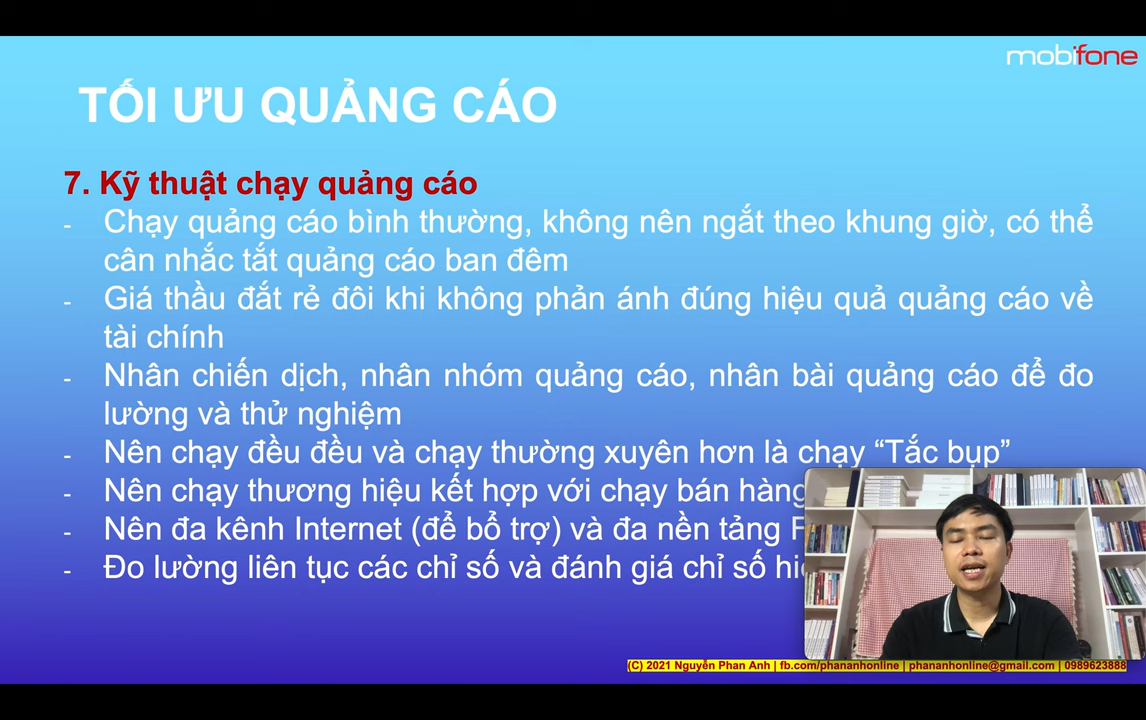 mobifone
TỐI ƯU QUẢNG CÁO
7. Kỹ thuật chạy quảng cáo
- Chạy quảng cáo bình thường, không nên ngắt theo khung giờ, có thể
cân nhắc tắt quảng cáo ban đêm
- Giá thầu đắt rẻ đôi khi không phản ánh đúng hiệu quả quảng cáo về
tài chính
- Nhân chiến dịch, nhân nhóm quảng cáo, nhân bài quảng cáo để đo
lường và thử nghiệm
- Nên chạy đều đều và chạy thường xuyên hơn là chạy “Tắc bụp”
- Nên chạy thương hiệu kết hợp với chạy bán hàng
- Nên đa kênh Internet (để bổ trợ) và đa nền tảng
- Đo lường liên tục các chỉ số và đánh giá chỉ số
(C) 2021 Nguyễn Phan Anh | fb.com/phananhonline | phananhonline@gmail.com | 0989623888